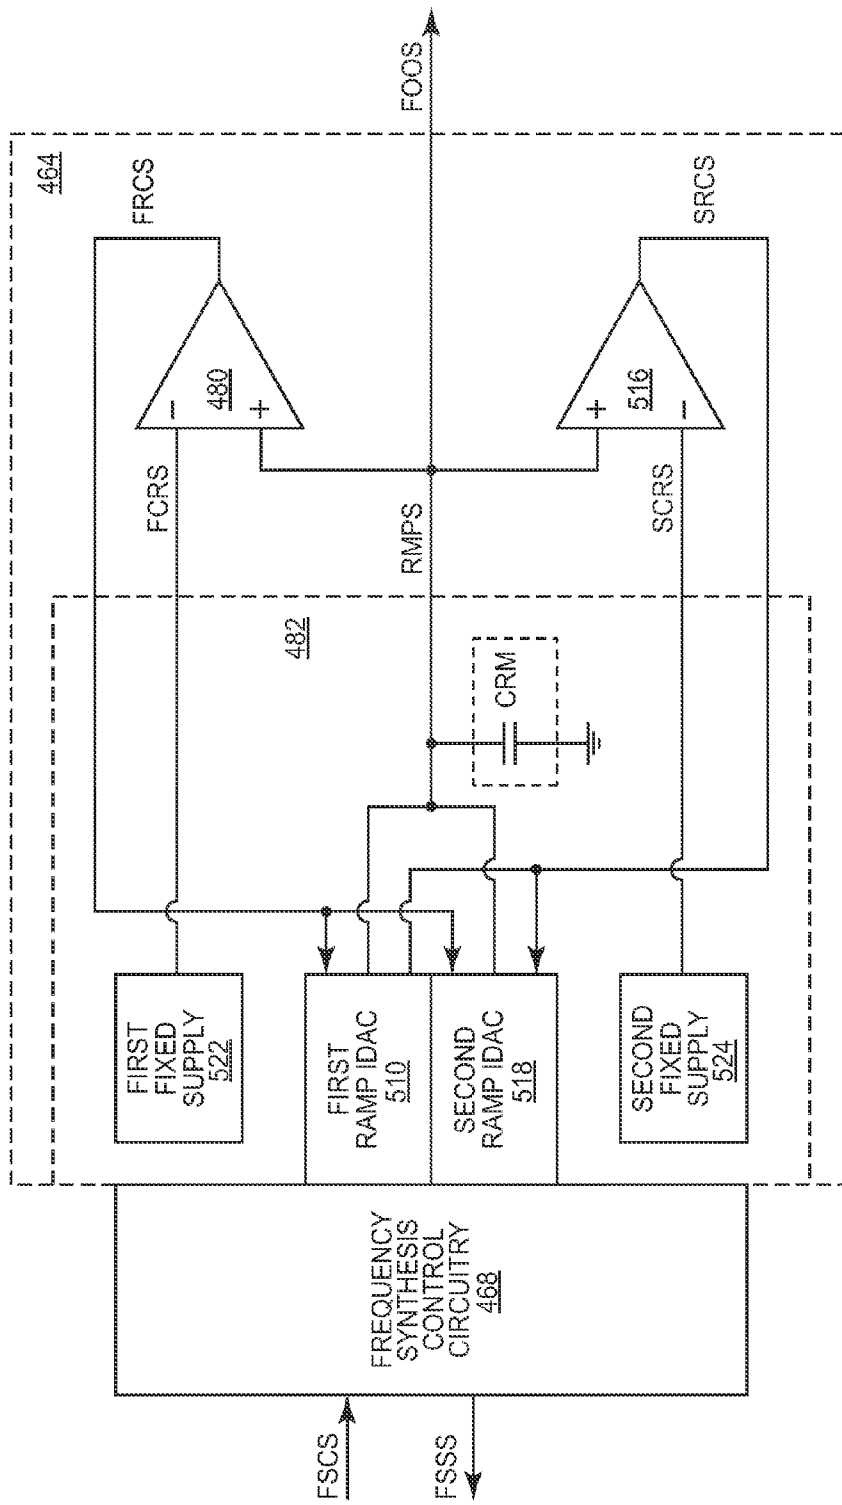 FSCS
FSSS
FREQUENCY
SYNTHESIS
CONTROL
CIRCUITRY
468
FIRST
FIXED
SUPPLY
522
FIRST
RAMP IDAC
510
SECOND
RAMP IDAC
518
SECOND
FIXED
SUPPLY
524
482
CRM
FCRS
RMPS
SCRS
−
480
+
+
516
−
464
FRCS
SRCS
FOOS